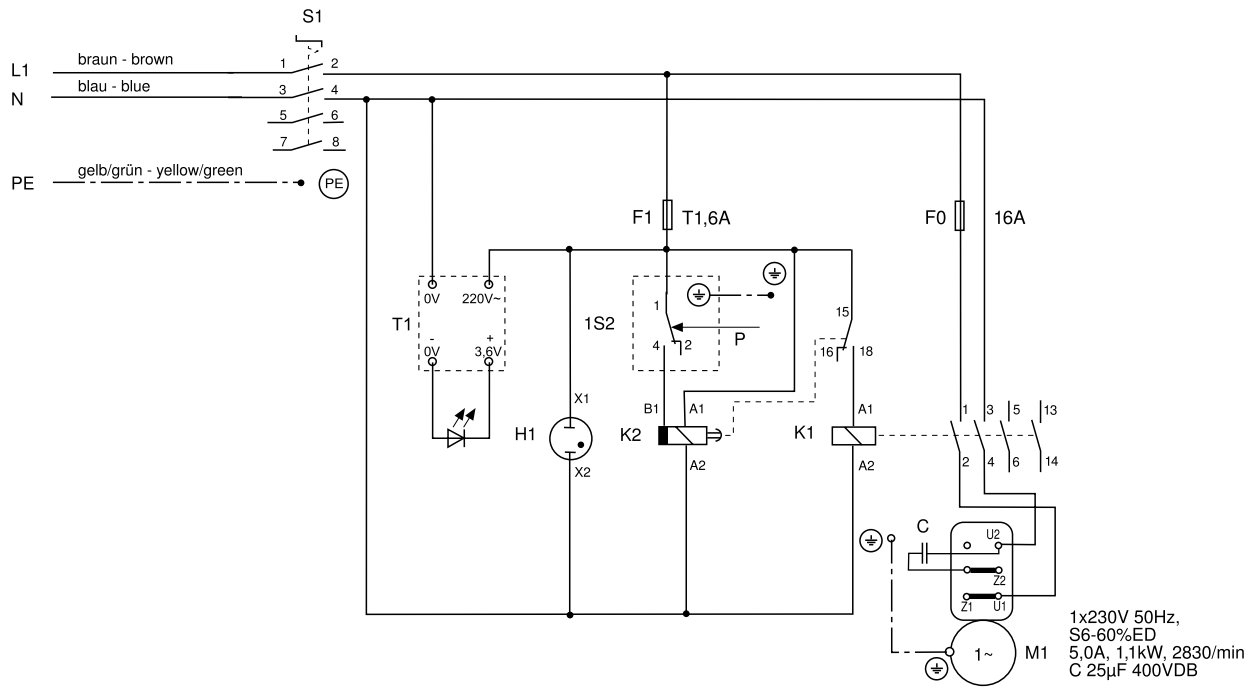 S1
L1
braun - brown
1
2
N
blau - blue
3
4
5
6
7
8
PE
gelb/grün - yellow/green
PE
F1
T1,6A
F0
16A
T1
0V
220V~
-
+
0V
3,6V
1S2
1
4
2
P
15
16
18
H1
X1
X2
K2
B1
A1
A2
K1
A1
A2
1
3
5
13
2
4
6
14
C
U2
Z2
Z1
U1
1~
M1
1x230V 50Hz,
S6-60%ED
5,0A, 1,1kW, 2830/min
C 25µF 400VDB